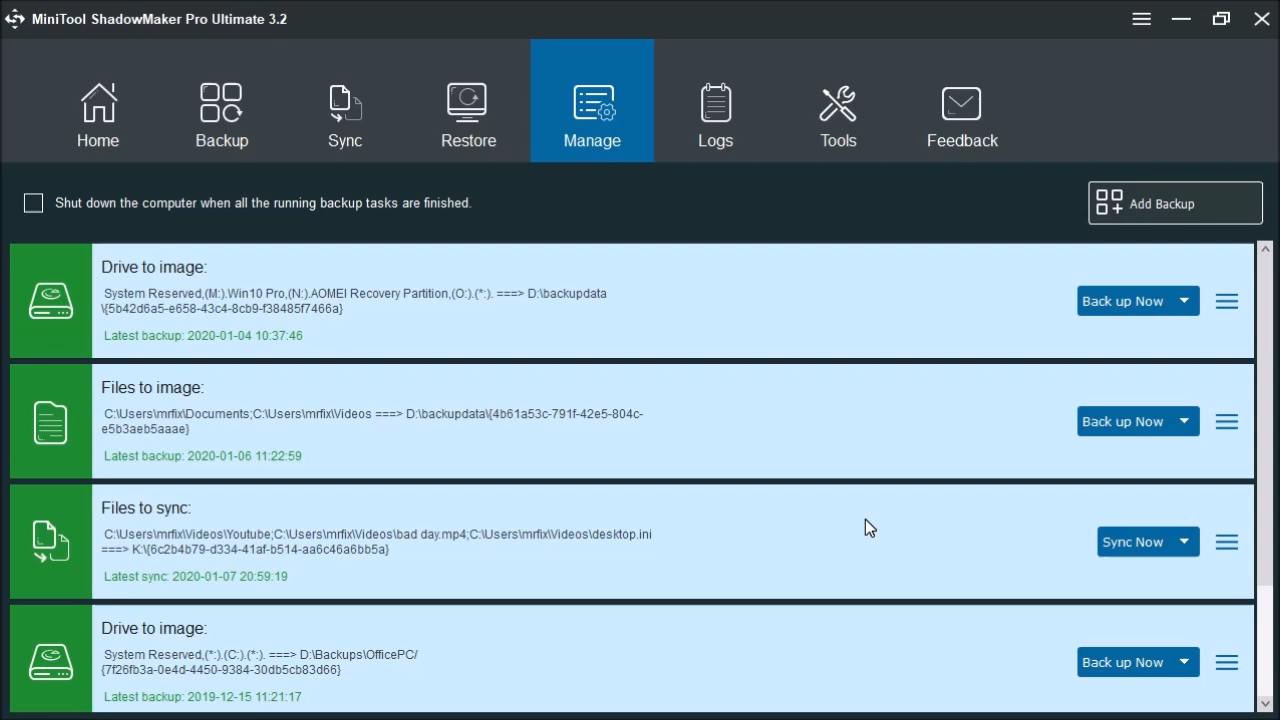 MiniTool ShadowMaker Pro Ultimate 3.2
Home Backup Sync Restore Manage Logs Tools Feedback
Shut down the computer when all the running backup tasks are finished.
Add Backup
Drive to image:
System Reserved,(M:).Win10 Pro,(N:).AOMEI Recovery Partition,(O:).(*:). ===> D:\backupdata
\{5b42d6a5-e658-43c4-8cb9-f38485f7466a}
Latest backup: 2020-01-04 10:37:46
Back up Now
Files to image:
C:\Users\mrfix\Documents;C:\Users\mrfix\Videos ===> D:\backupdata\{4b61a53c-791f-42e5-804c-
e5b3aeb5aaae}
Latest backup: 2020-01-06 11:22:59
Back up Now
Files to sync:
C:\Users\mrfix\Videos\Youtube;C:\Users\mrfix\Videos\bad day.mp4;C:\Users\mrfix\Videos\desktop.ini
===> K:\{6c2b4b79-d334-41af-b514-aa6c46a6bb5a}
Latest sync: 2020-01-07 20:59:19
Sync Now
Drive to image:
System Reserved,(*:).(C:).(*:). ===> D:\Backups\OfficePC/
{7f26fb3a-0e4d-4450-9384-30db5cb83d66}
Latest backup: 2019-12-15 11:21:17
Back up Now